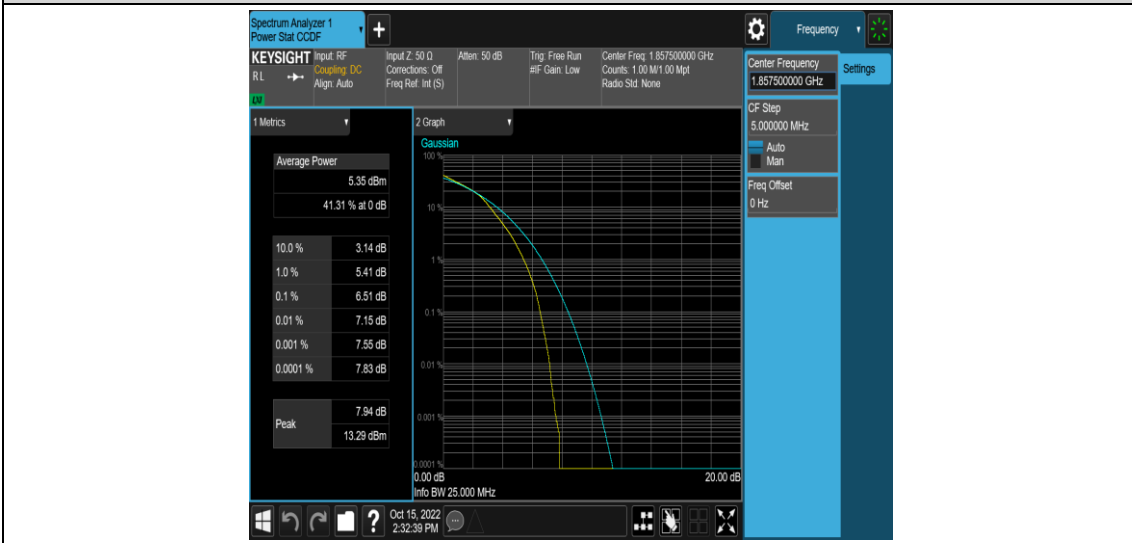 Spectrum Analyzer 1
Power Stat CCDF
+
Frequency
KEYSIGHT
RL
Input: RF
Coupling: DC
Align: Auto
Input Z: 50 Ω
Corrections: Off
Freq Ref: Int (S)
Atten: 50 dB
Trig: Free Run
#IF Gain: Low
Center Freq: 1.857500000 GHz
Counts: 1.00 M/1.00 Mpt
Radio Std: None
Center Frequency
1.857500000 GHz
Settings
CF Step
5.000000 MHz
Auto
Man
Freq Offset
0 Hz
1 Metrics
Average Power
5.35 dBm
41.31 % at 0 dB
10.0 % 3.14 dB
1.0 % 5.41 dB
0.1 % 6.51 dB
0.01 % 7.15 dB
0.001 % 7.55 dB
0.0001 % 7.83 dB
Peak
7.94 dB
13.29 dBm
2 Graph
Gaussian
100 %
10 %
1 %
0.1 %
0.01 %
0.001 %
0.0001 %
0.00 dB 20.00 dB
Info BW 25.000 MHz
?
Oct 15, 2022
2:32:39 PM